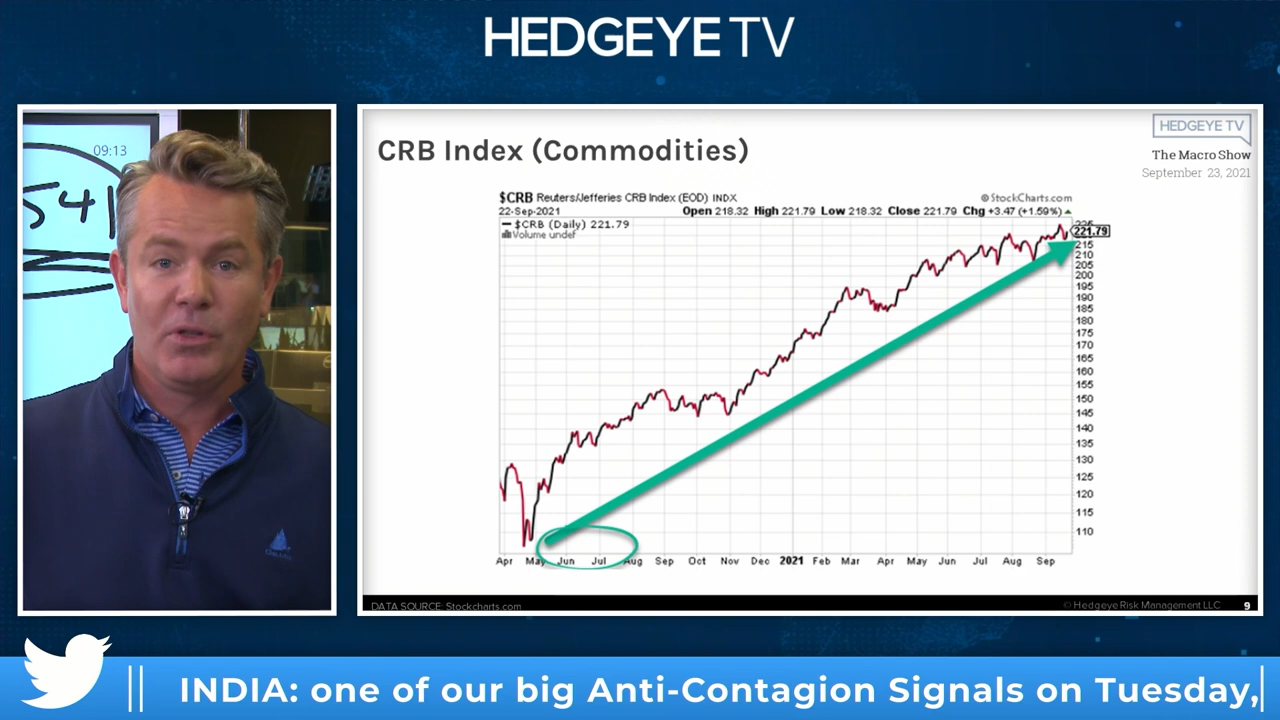 HEDGEYE TV
09:13
541
CRB Index (Commodities)
HEDGEYE TV
The Macro Show
September 23, 2021
$CRB Reuters/Jefferies CRB Index (EOD) INDX
© StockCharts.com
22-Sep-2021
Open 218.32 High 221.79 Low 218.32 Close 221.79 Chg +3.47 (+1.59%)
$CRB (Daily) 221.79
Volume undef
225
221.79
215
210
205
200
195
190
185
180
175
170
165
160
155
150
145
140
135
130
125
120
115
110
Apr May Jun Jul Aug Sep Oct Nov Dec 2021 Feb Mar Apr May Jun Jul Aug Sep
DATA SOURCE: Stockcharts.com
© Hedgeye Risk Management LLC 9
INDIA: one of our big Anti-Contagion Signals on Tuesday,